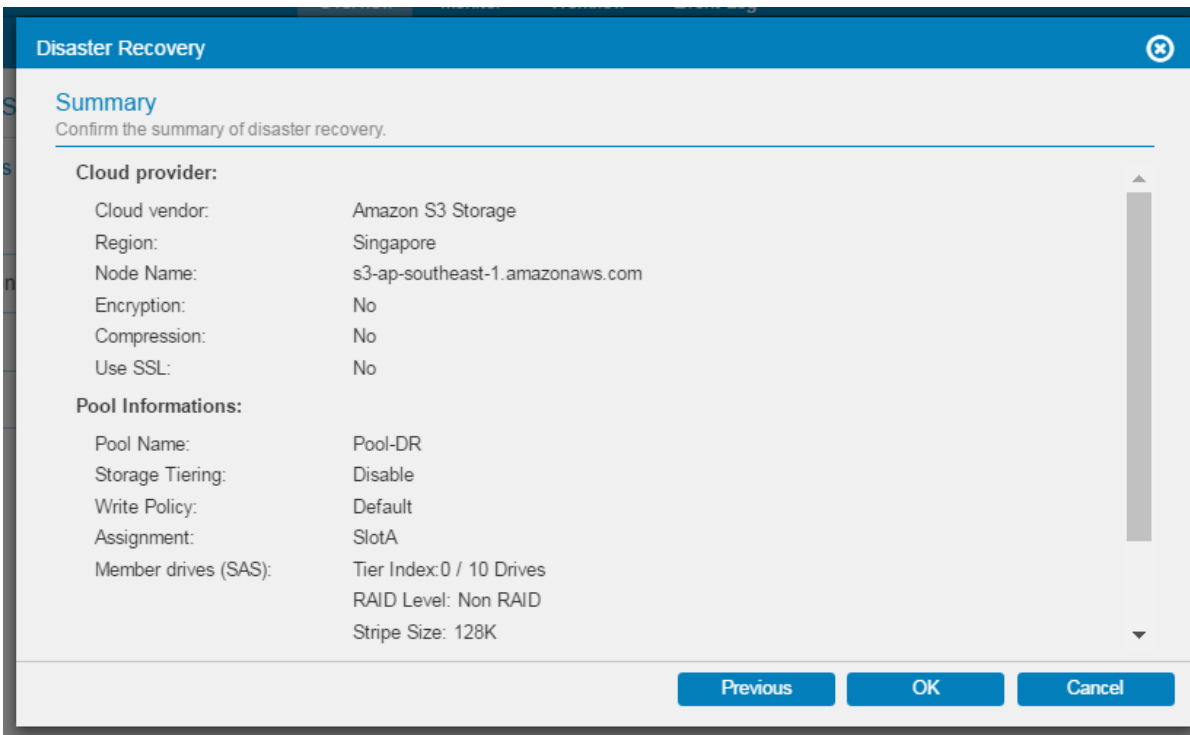 Disaster Recovery
Summary
Confirm the summary of disaster recovery.
Cloud provider:
Cloud vendor: Amazon S3 Storage
Region: Singapore
Node Name: s3-ap-southeast-1.amazonaws.com
Encryption: No
Compression: No
Use SSL: No
Pool Informations:
Pool Name: Pool-DR
Storage Tiering: Disable
Write Policy: Default
Assignment: SlotA
Member drives (SAS): Tier Index:0 / 10 Drives
RAID Level: Non RAID
Stripe Size: 128K
Previous OK Cancel